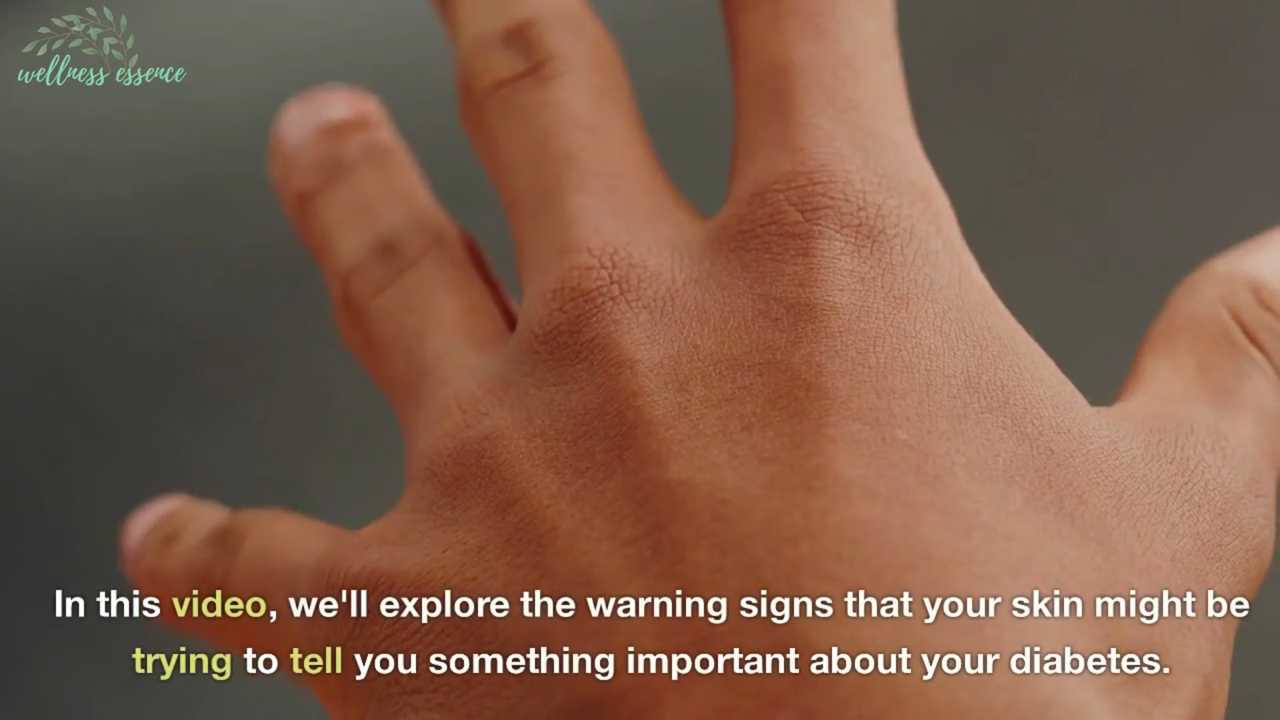 wellness essence
In this video, we'll explore the warning signs that your skin might be
trying to tell you something important about your diabetes.